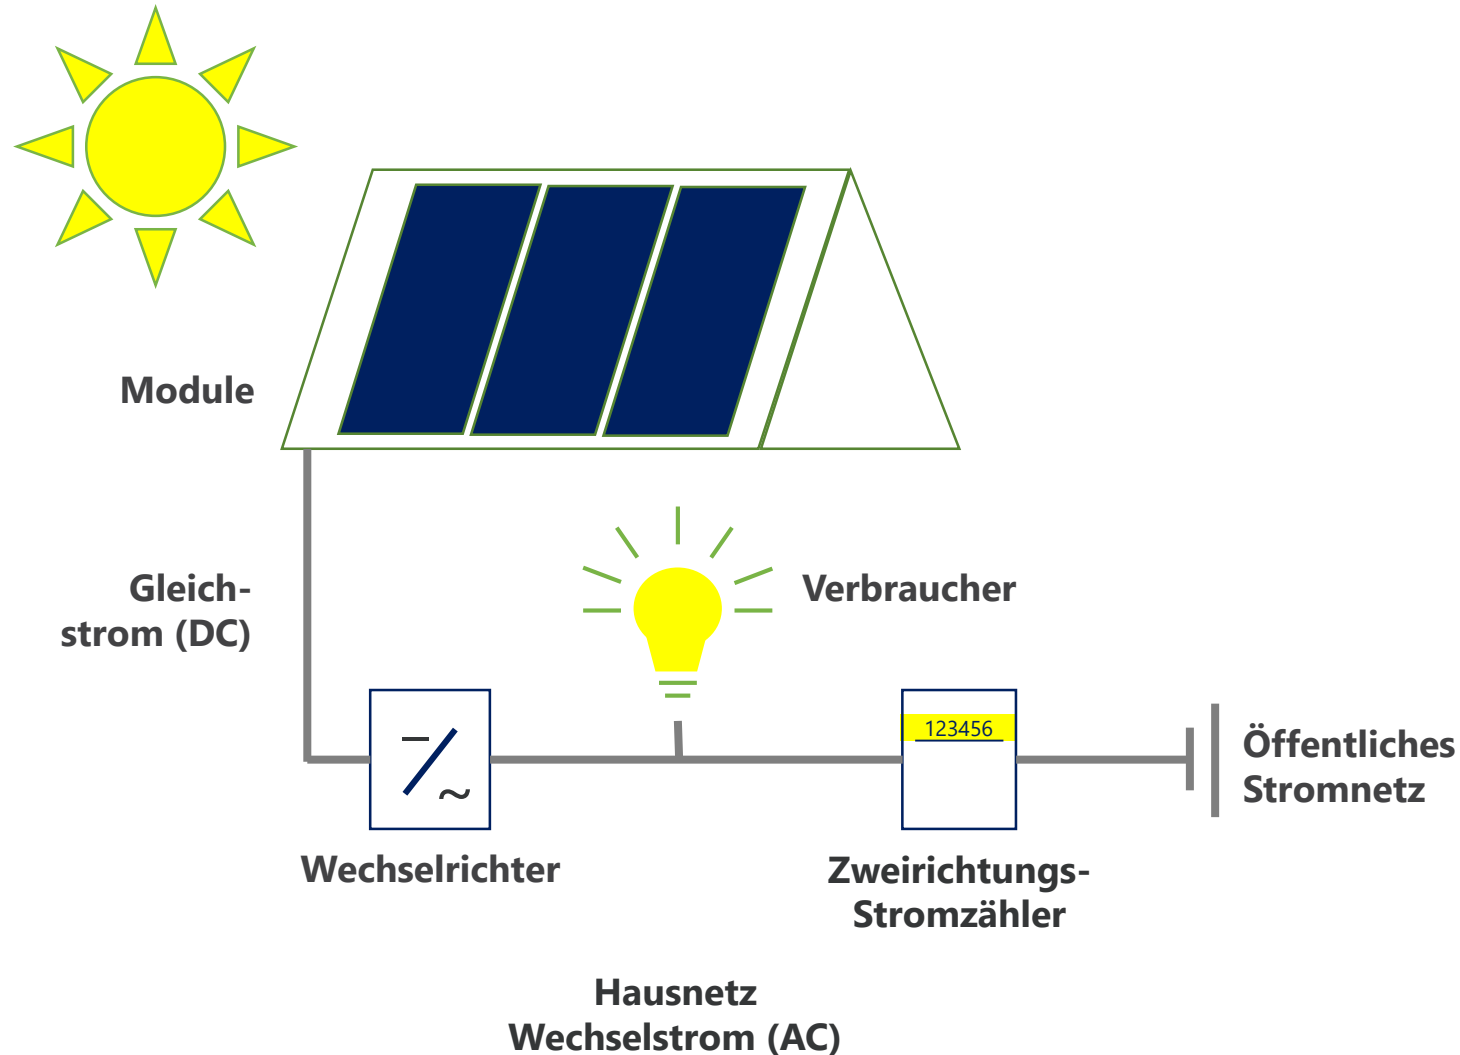 Module
Gleich-
strom (DC)
Verbraucher
123456
Öffentliches
Stromnetz
Wechselrichter
Zweirichtungs-
Stromzähler
Hausnetz
Wechselstrom (AC)